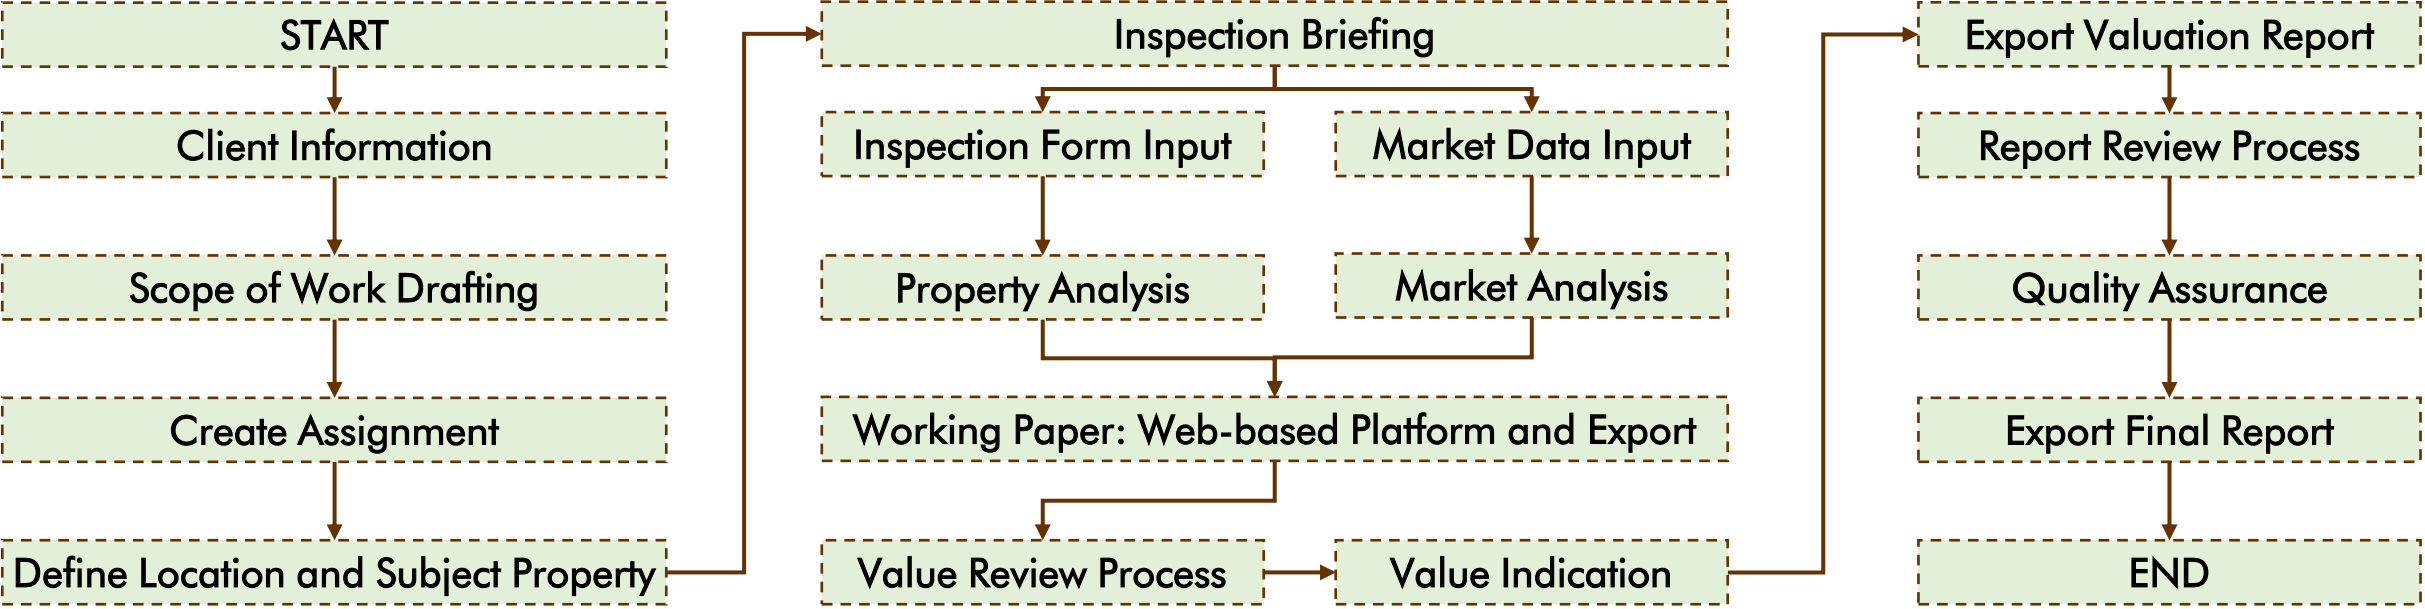 START
Client Information
Scope of Work Drafting
Create Assignment
Define Location and Subject Property
Inspection Briefing
Inspection Form Input
Market Data Input
Property Analysis
Market Analysis
Working Paper: Web-based Platform and Export
Value Review Process
Value Indication
Export Valuation Report
Report Review Process
Quality Assurance
Export Final Report
END